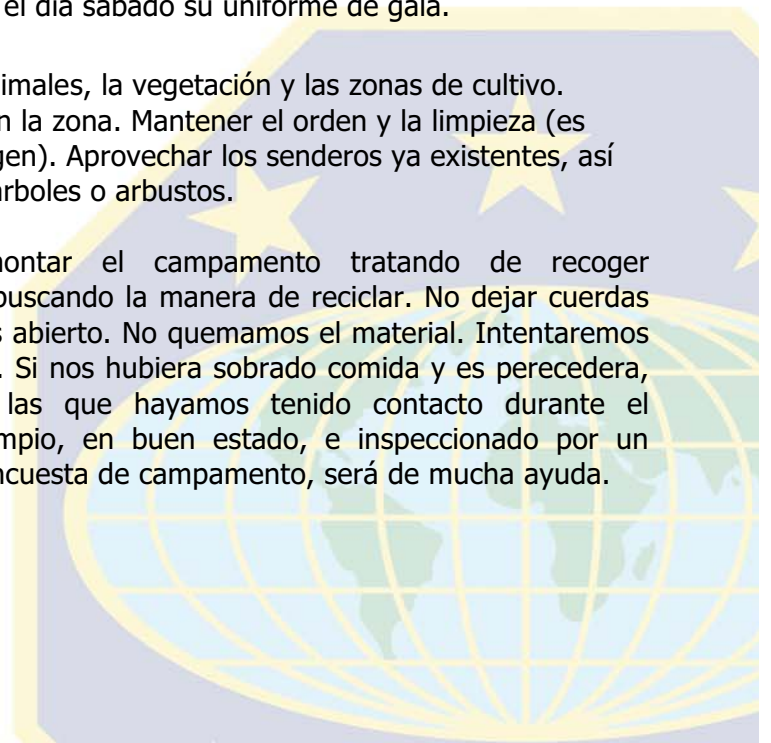 el día sábado su uniforme de gala.
imales, la vegetación y las zonas de cultivo.
n la zona. Mantener el orden y la limpieza (es
gen). Aprovechar los senderos ya existentes, así
árboles o arbustos.
ontar el campamento tratando de recoger
buscando la manera de reciclar. No dejar cuerdas
s abierto. No quemamos el material. Intentaremos
. Si nos hubiera sobrado comida y es perecedera,
las que hayamos tenido contacto durante el
mpio, en buen estado, e inspeccionado por un
ncuesta de campamento, será de mucha ayuda.